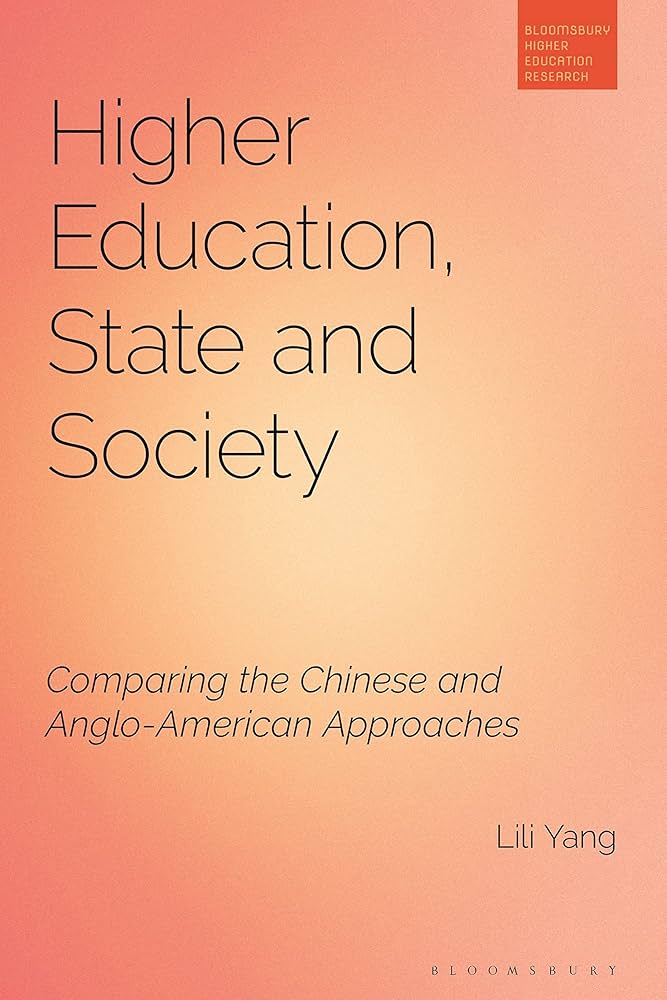 BLOOMSBURY
HIGHER
EDUCATION
RESEARCH
Higher
Education,
State and
Society
Comparing the Chinese and
Anglo-American Approaches
Lili Yang
BLOOMSBURY